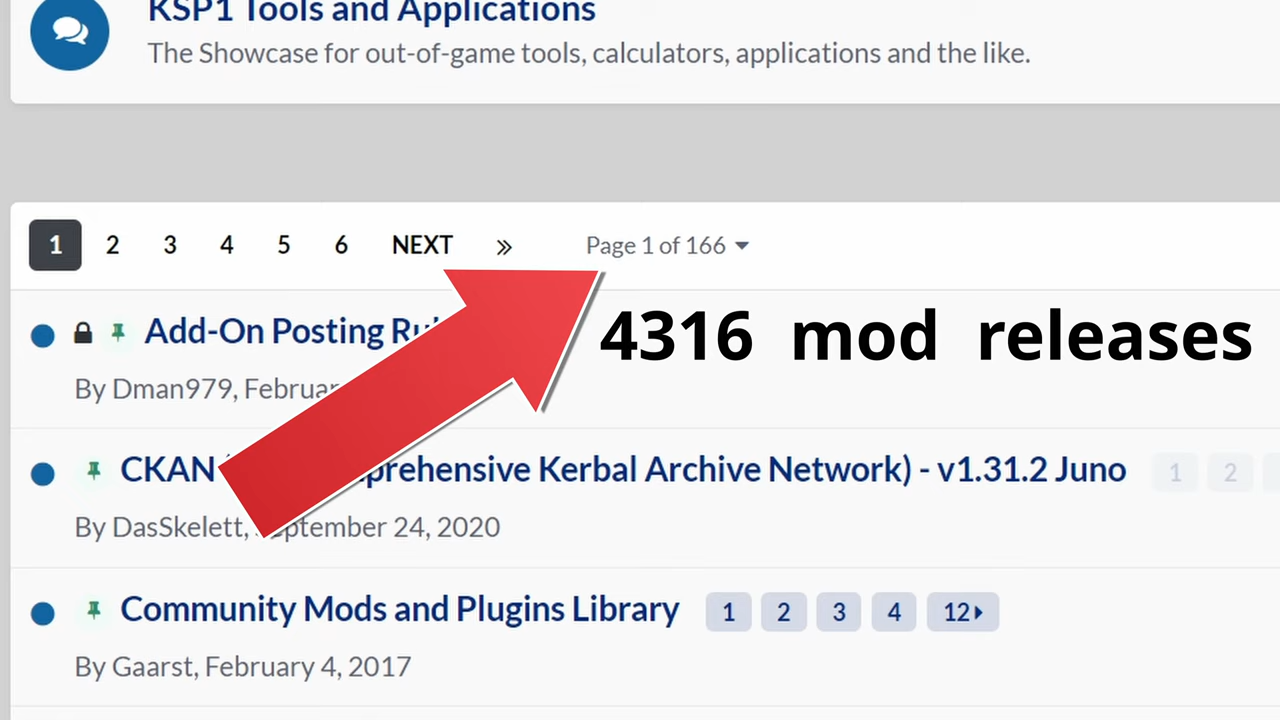 KSP1 Tools and Applications
The Showcase for out-of-game tools, calculators, applications and the like.
1 2 3 4 5 6 NEXT » Page 1 of 166
Add-On Posting
4316 mod releases
By Dman979,
CKAN Kerbal Archive Network) - v1.31.2 Juno 1 2
By DasSkelett, 24, 2020
Community Mods and Plugins Library 1 2 3 4 12
By Gaarst, February 4, 2017